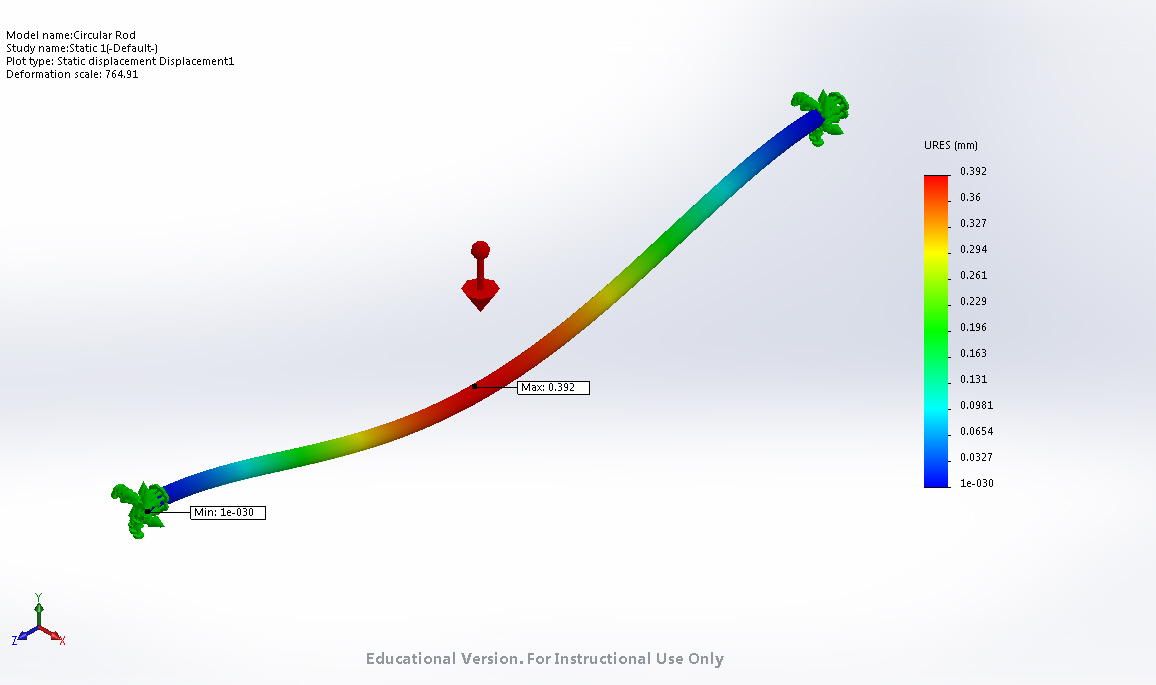 Model name:Circular Rod
Study name:Static 1(-Default-)
Plot type: Static displacement Displacement1
Deformation scale: 764.91
URES (mm)
0.392
0.36
0.327
0.294
0.261
0.229
0.196
0.163
0.131
0.0981
0.0654
0.0327
1e-030
Max: 0.392
Min: 1e-030
Y
Z
X
Educational Version. For Instructional Use Only